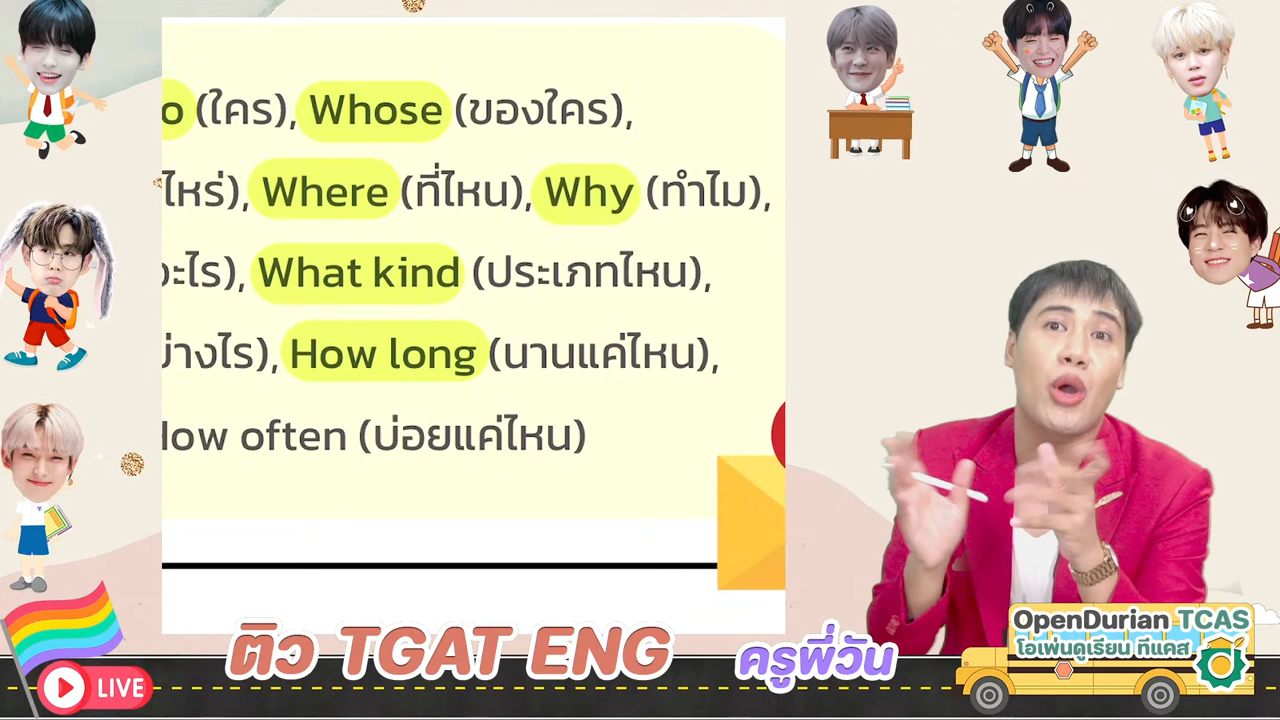 o (ใคร), Whose (ของใคร),
ไหร่), Where (ที่ไหน), Why (ทำไม),
อะไร), What kind (ประเภทไหน),
ย่างไร), How long (นานแค่ไหน),
How often (บ่อยแค่ไหน)
ติว TGAT ENG ครูพี่วัน
OpenDurian TCAS
โอเพ่นดูเรียน ทีแคส
LIVE